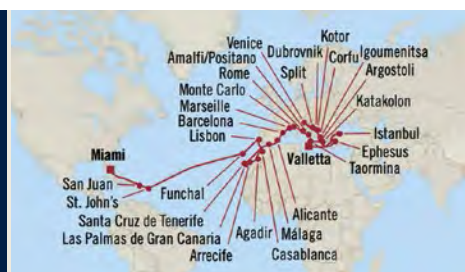 Kotor
Venice
Dubrovnik
Igoumenitsa
Amalfi/Positano
Corfu
Rome
Split
Argostoli
Monte Carlo
Marseille
Katakolon
Barcelona
Lisbon
Istanbul
Miami
Valletta
Ephesus
Taormina
San Juan
Funchal
St. John's
Alicante
Santa Cruz de Tenerife
Agadir
Málaga
Las Palmas de Gran Canaria
Arrecife
Casablanca